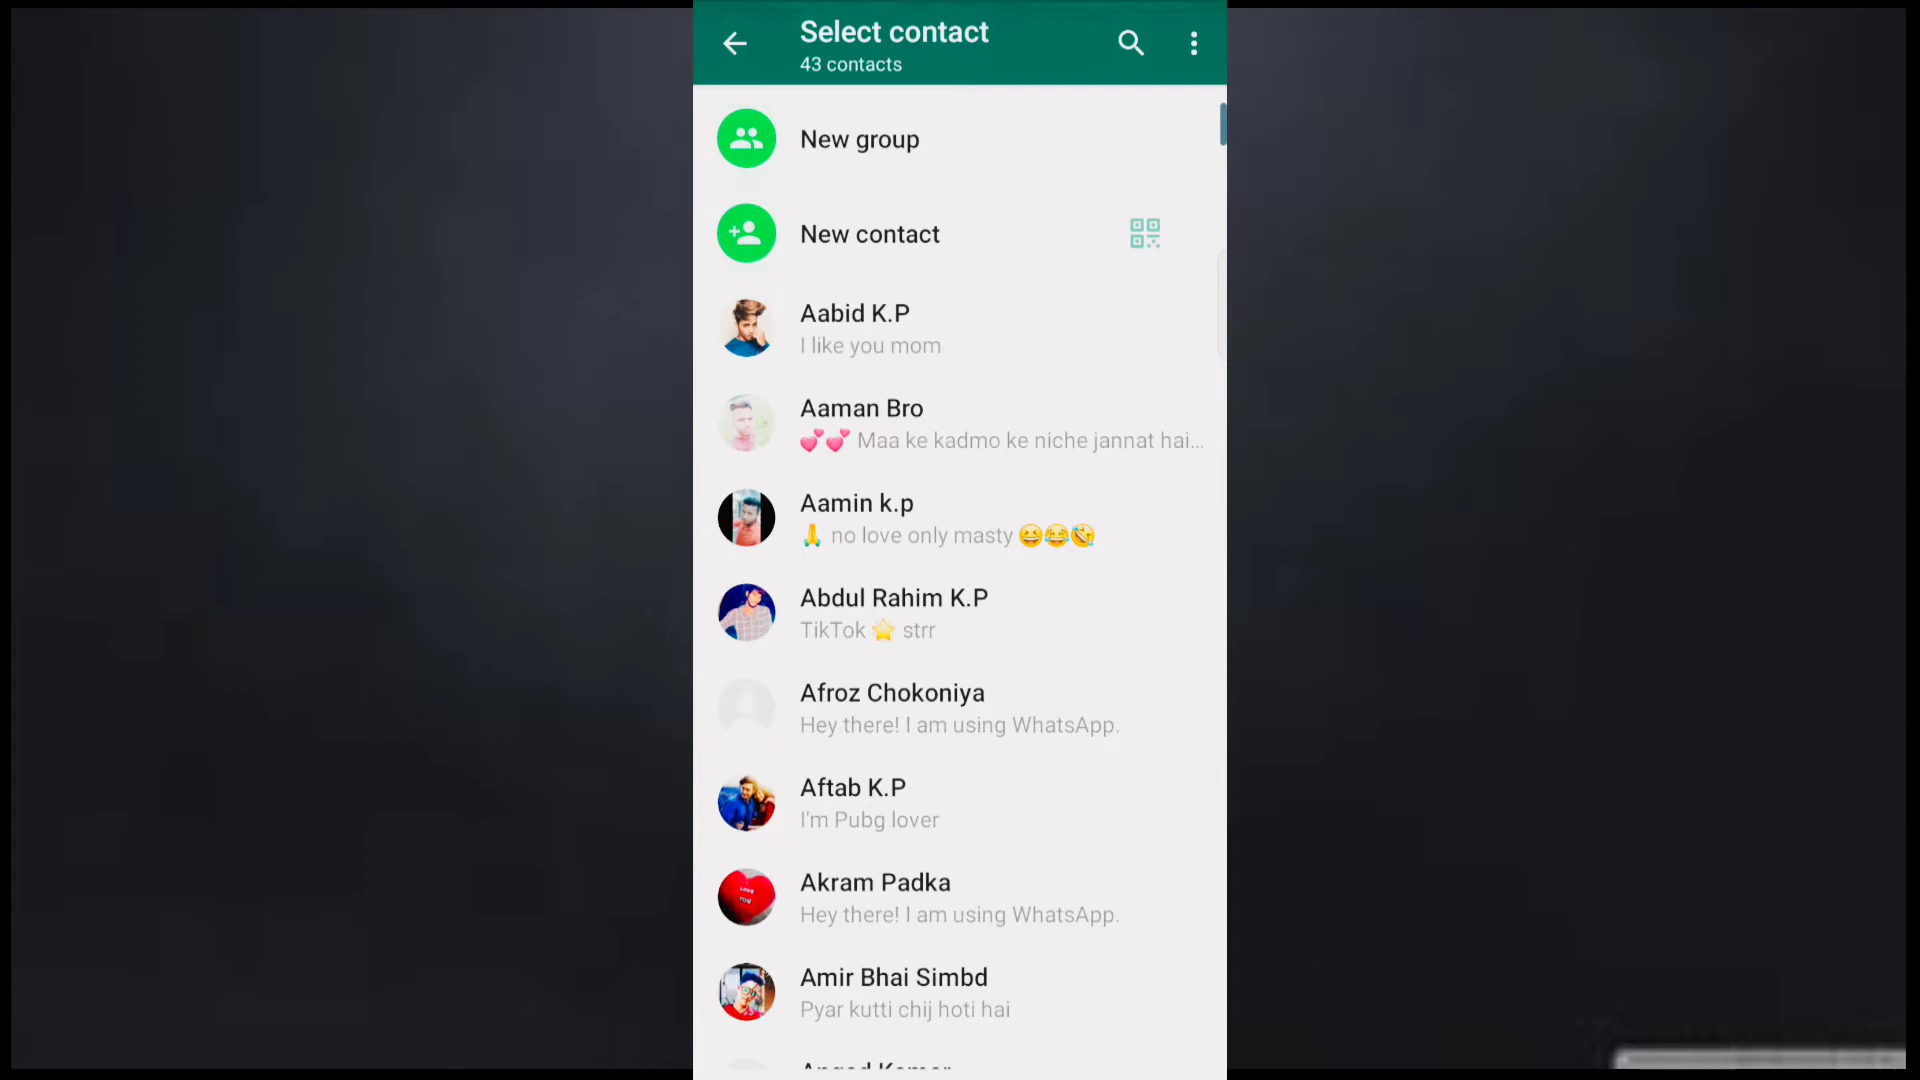 Select contact
43 contacts
New group
New contact
Aabid K.P
I like you mom
Aaman Bro
💕💕 Maa ke kadmo ke niche jannat hai...
Aamin k.p
🙏 no love only masty 😆😂🤣
Abdul Rahim K.P
TikTok ⭐ strr
Afroz Chokoniya
Hey there! I am using WhatsApp.
Aftab K.P
I'm Pubg lover
Akram Padka
Hey there! I am using WhatsApp.
LOVE
YOU
Amir Bhai Simbd
Pyar kutti chij hoti hai